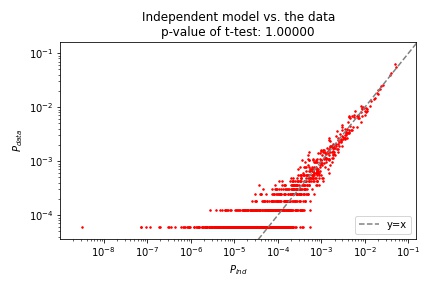 Independent model vs. the data
p-value of t-test: 1.00000
P_data
10⁻¹
10⁻²
10⁻³
10⁻⁴
y=x
10⁻⁸ 10⁻⁷ 10⁻⁶ 10⁻⁵ 10⁻⁴ 10⁻³ 10⁻² 10⁻¹
P_ind